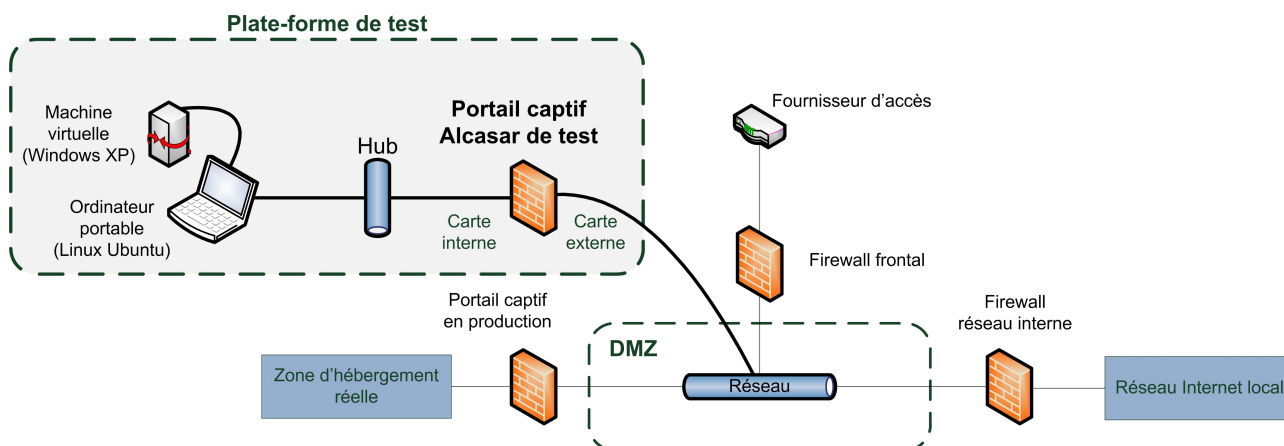 Plate-forme de test
Machine
virtuelle
(Windows XP)
Ordinateur
portable
(Linux Ubuntu)
Hub
Portail captif
Alcasar de test
Carte
interne
Carte
externe
Fournisseur d'accès
Firewall frontal
Portail captif
en production
Firewall
réseau interne
DMZ
Zone d'hébergement
réelle
Réseau
Réseau Internet local